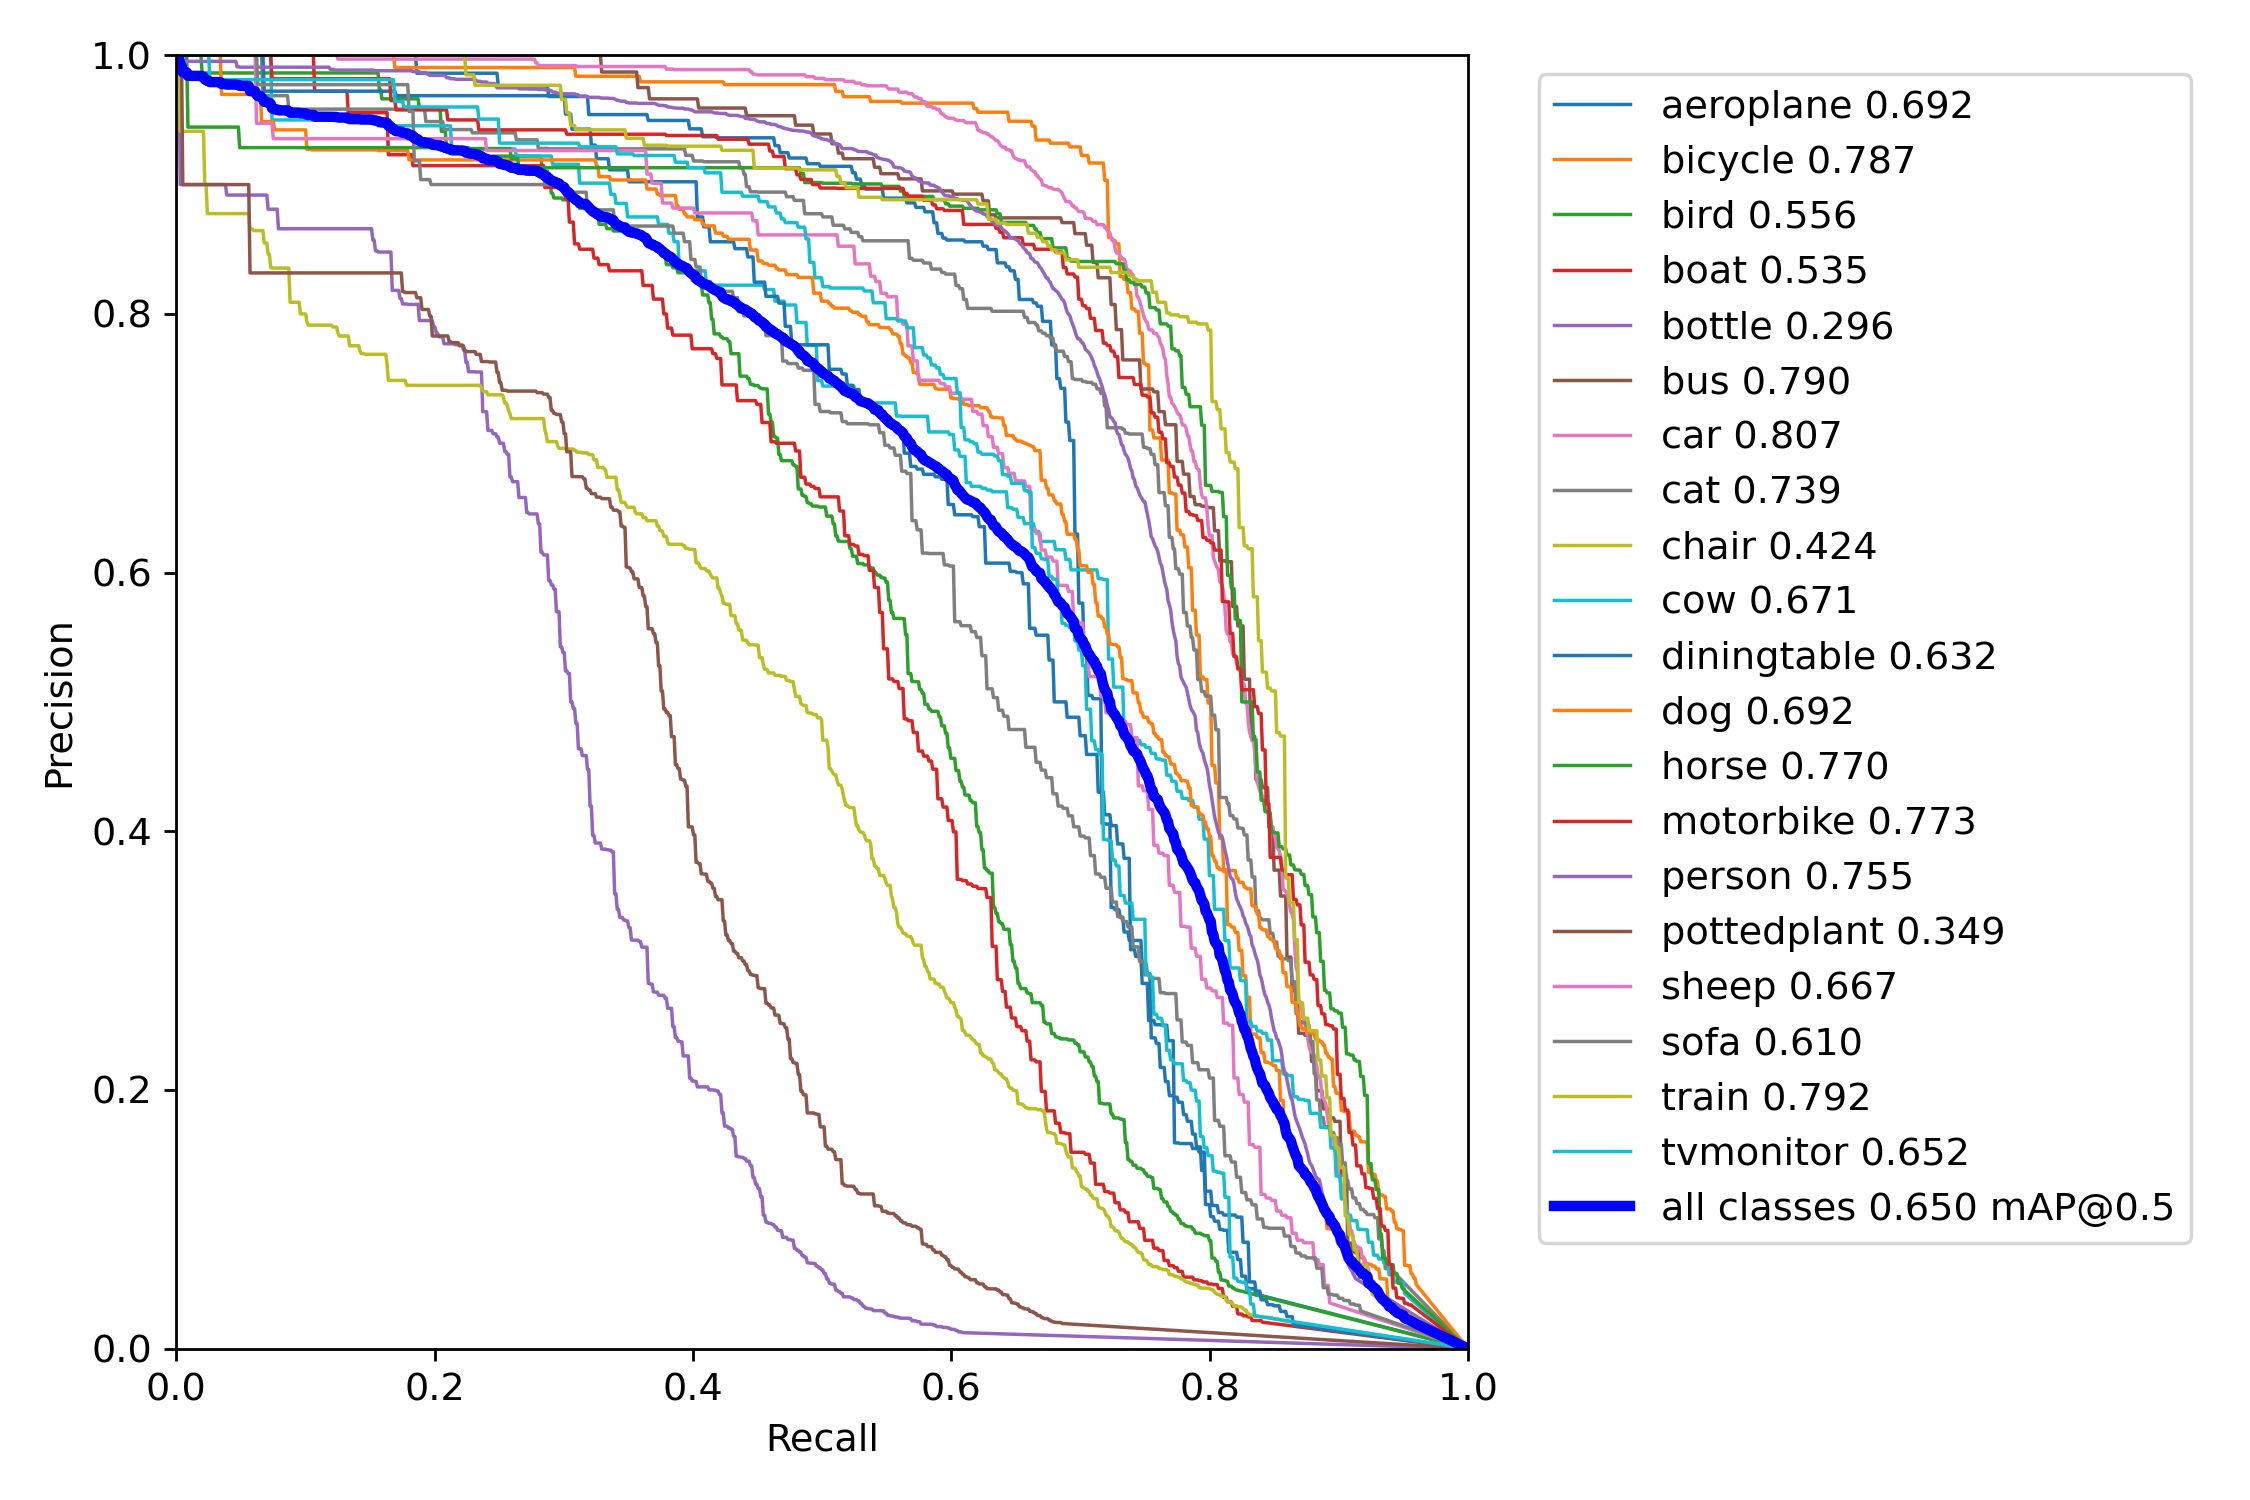 1.0
0.8
0.6
0.4
0.2
0.0
Precision
0.0 0.2 0.4 0.6 0.8 1.0
Recall
aeroplane 0.692
bicycle 0.787
bird 0.556
boat 0.535
bottle 0.296
bus 0.790
car 0.807
cat 0.739
chair 0.424
cow 0.671
diningtable 0.632
dog 0.692
horse 0.770
motorbike 0.773
person 0.755
pottedplant 0.349
sheep 0.667
sofa 0.610
train 0.792
tvmonitor 0.652
all classes 0.650 mAP@0.5